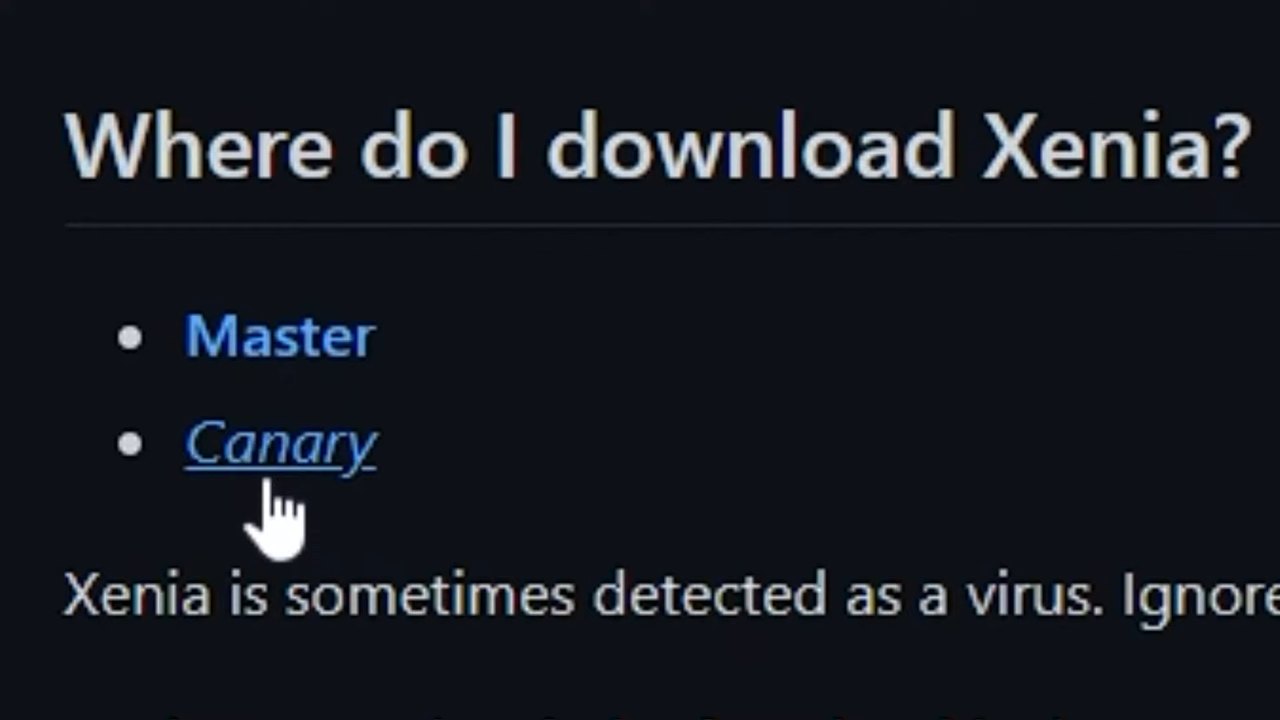 Where do I download Xenia?
Master
Canary
Xenia is sometimes detected as a virus. Ignore